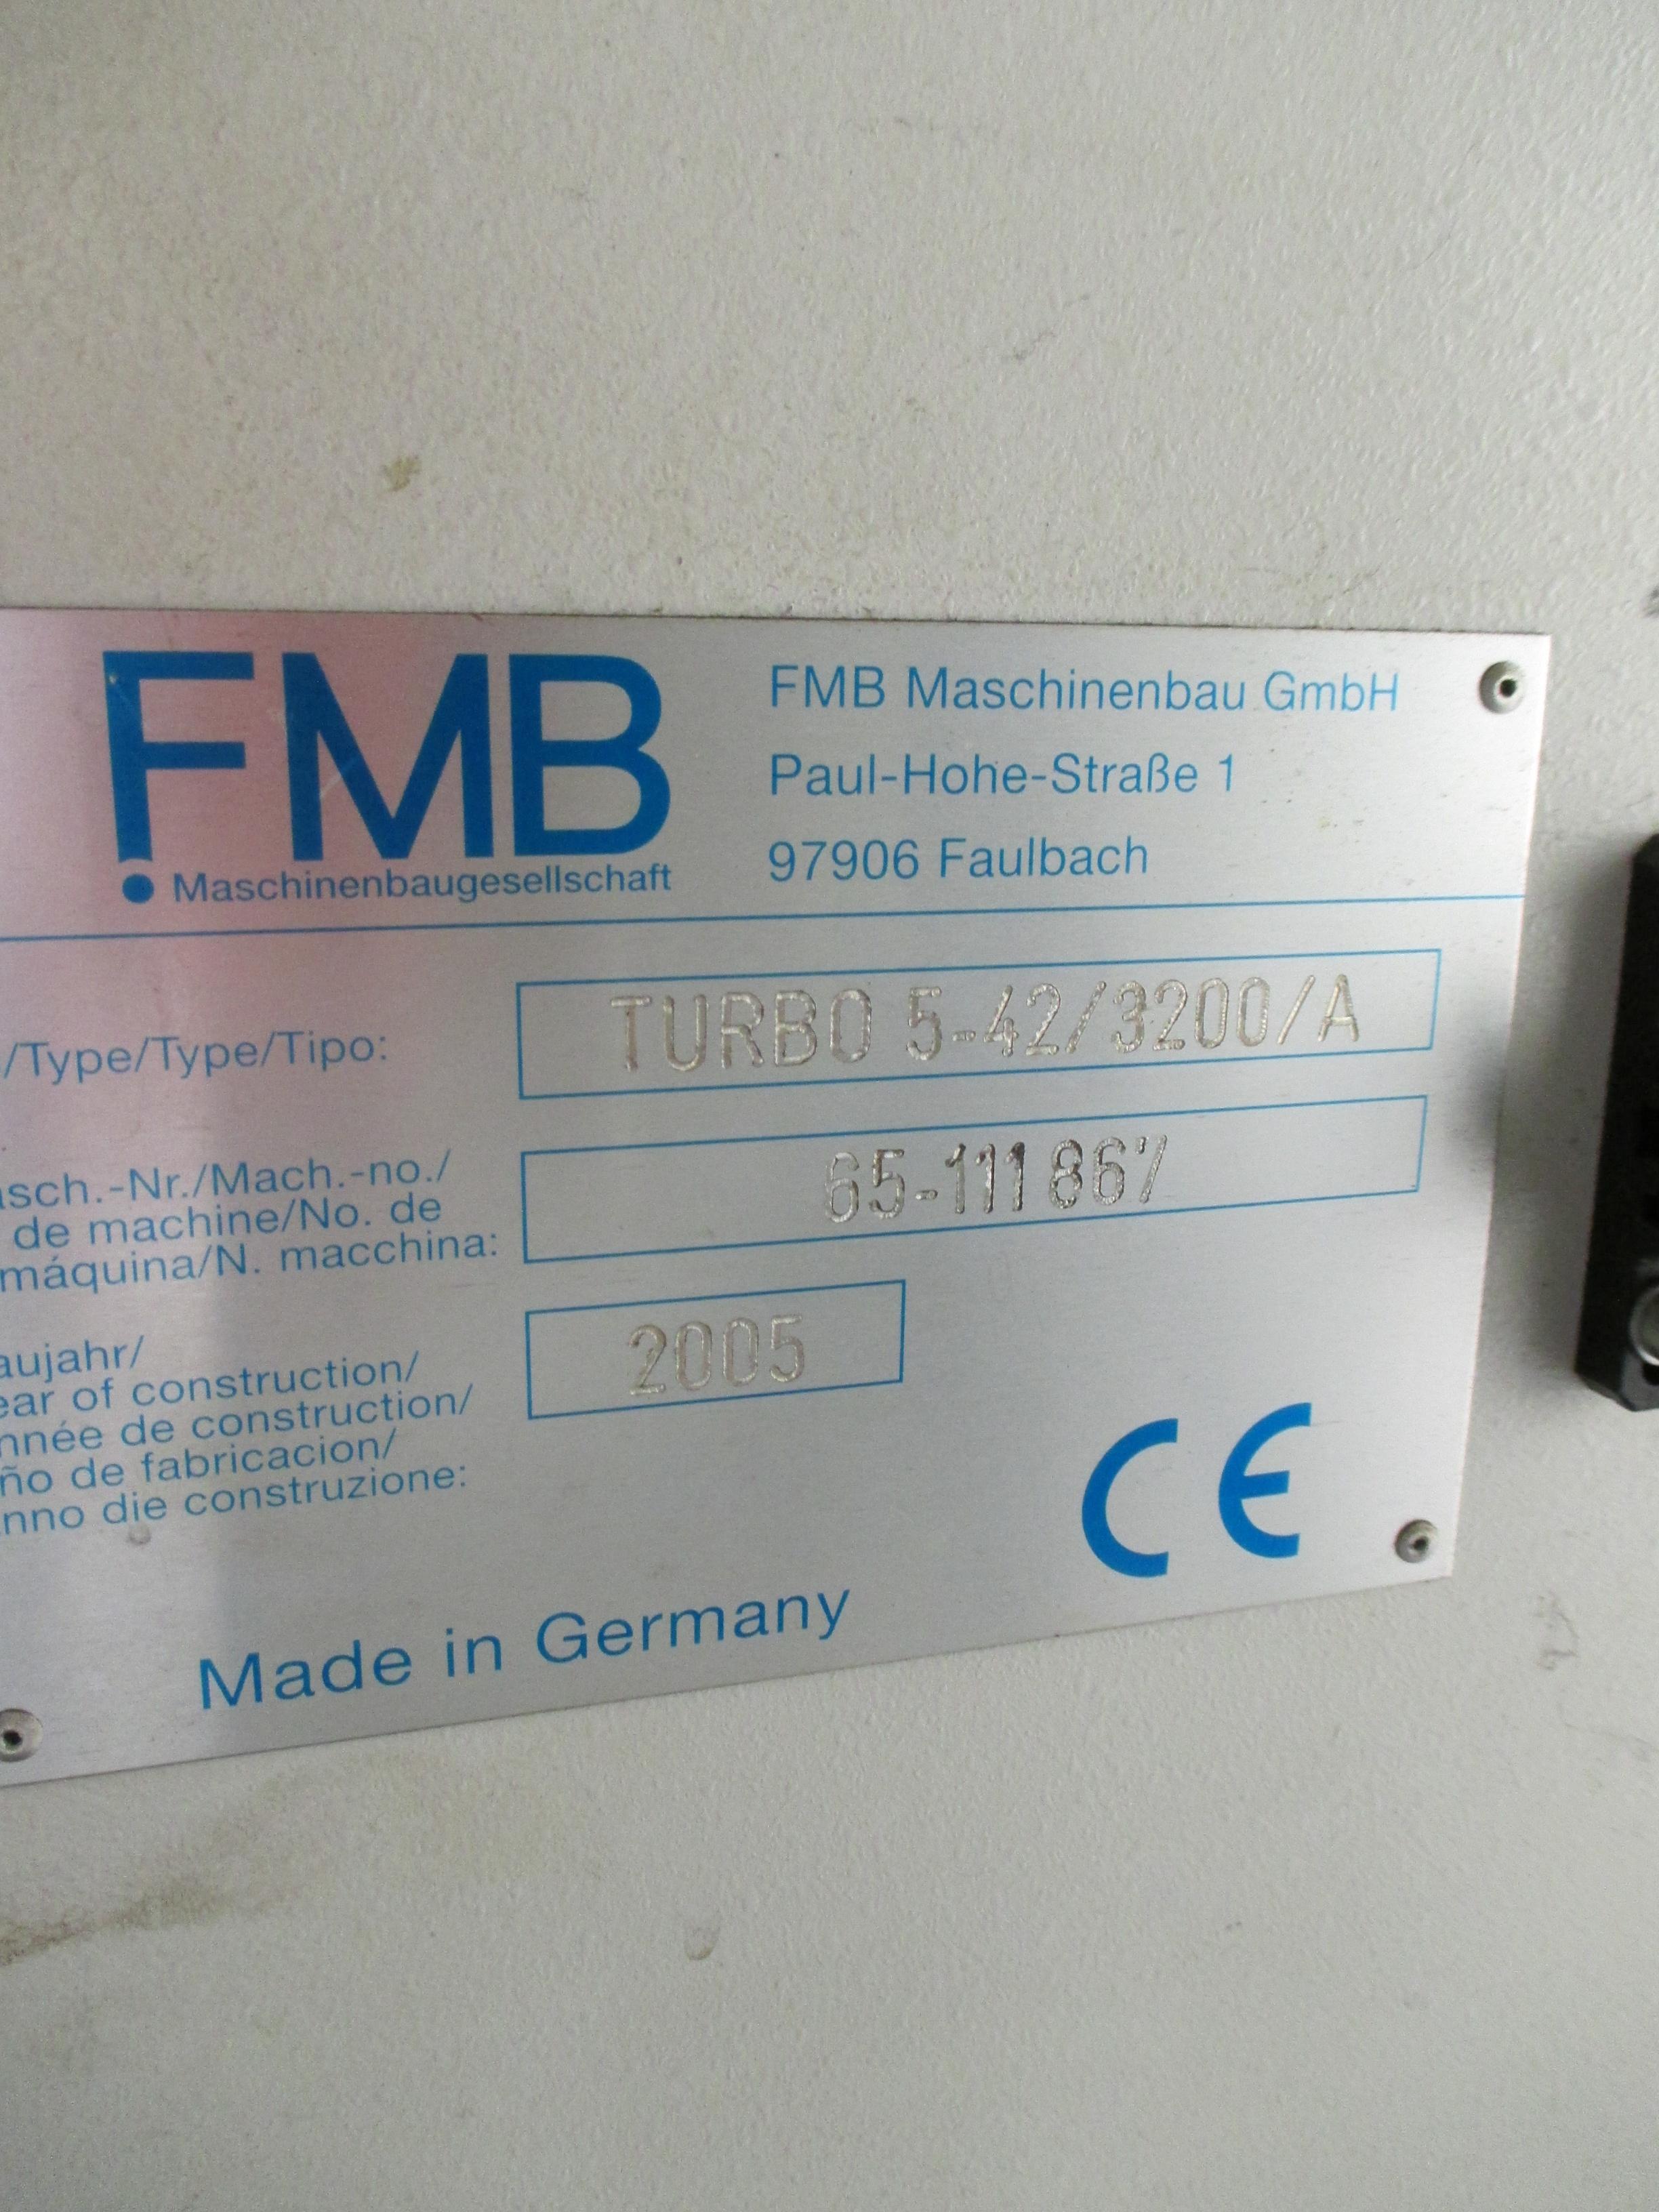 FMB
Maschinenbaugesellschaft
FMB Maschinenbau GmbH
Paul-Hohe-Straße 1
97906 Faulbach
/Type/Type/Tipo:
TURBO 5-42/3200/A
sch.-Nr./Mach.-no./
de machine/No. de
máquina/N. macchina:
65-111 867
aujahr/
ear of construction/
nnée de construction/
ño de fabricacion/
nno die construzione:
2005
CE
Made in Germany